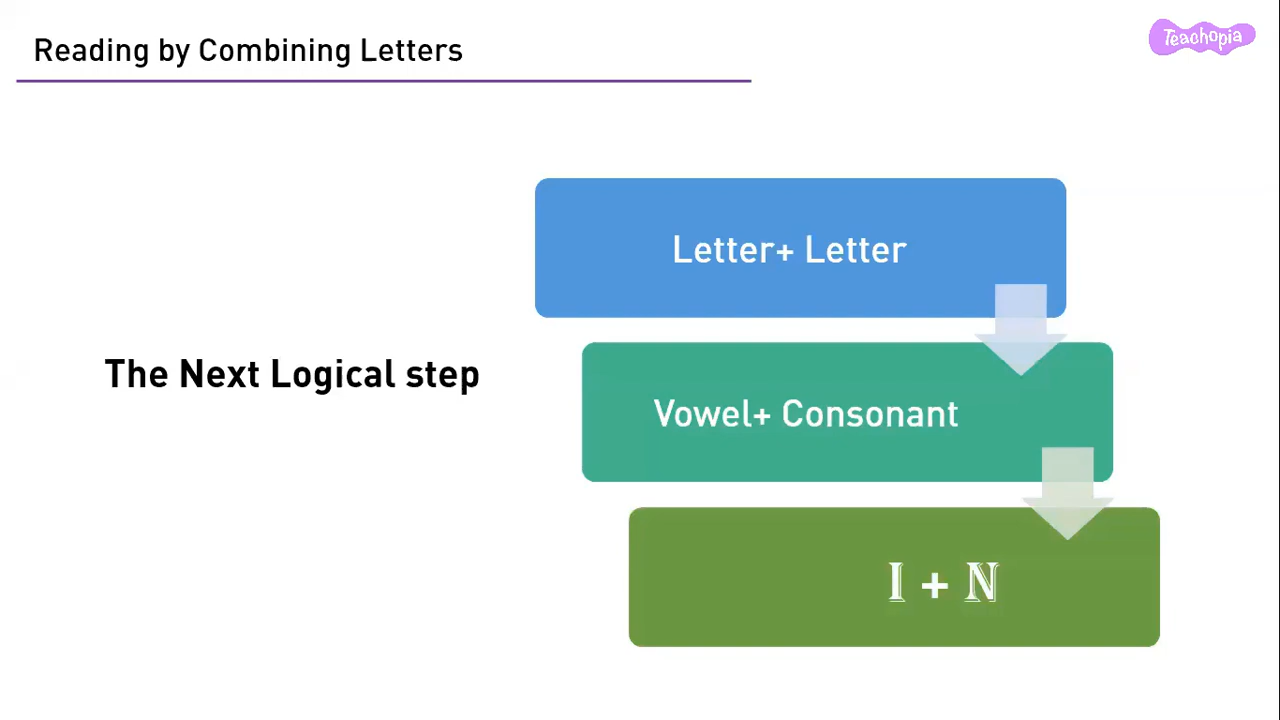 Reading by Combining Letters
Teachopia
Letter+ Letter
The Next Logical step
Vowel+ Consonant
I + N